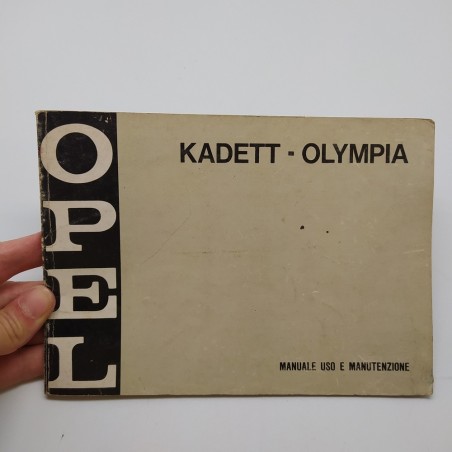 OPEL
KADETT - OLYMPIA
MANUALE USO E MANUTENZIONE